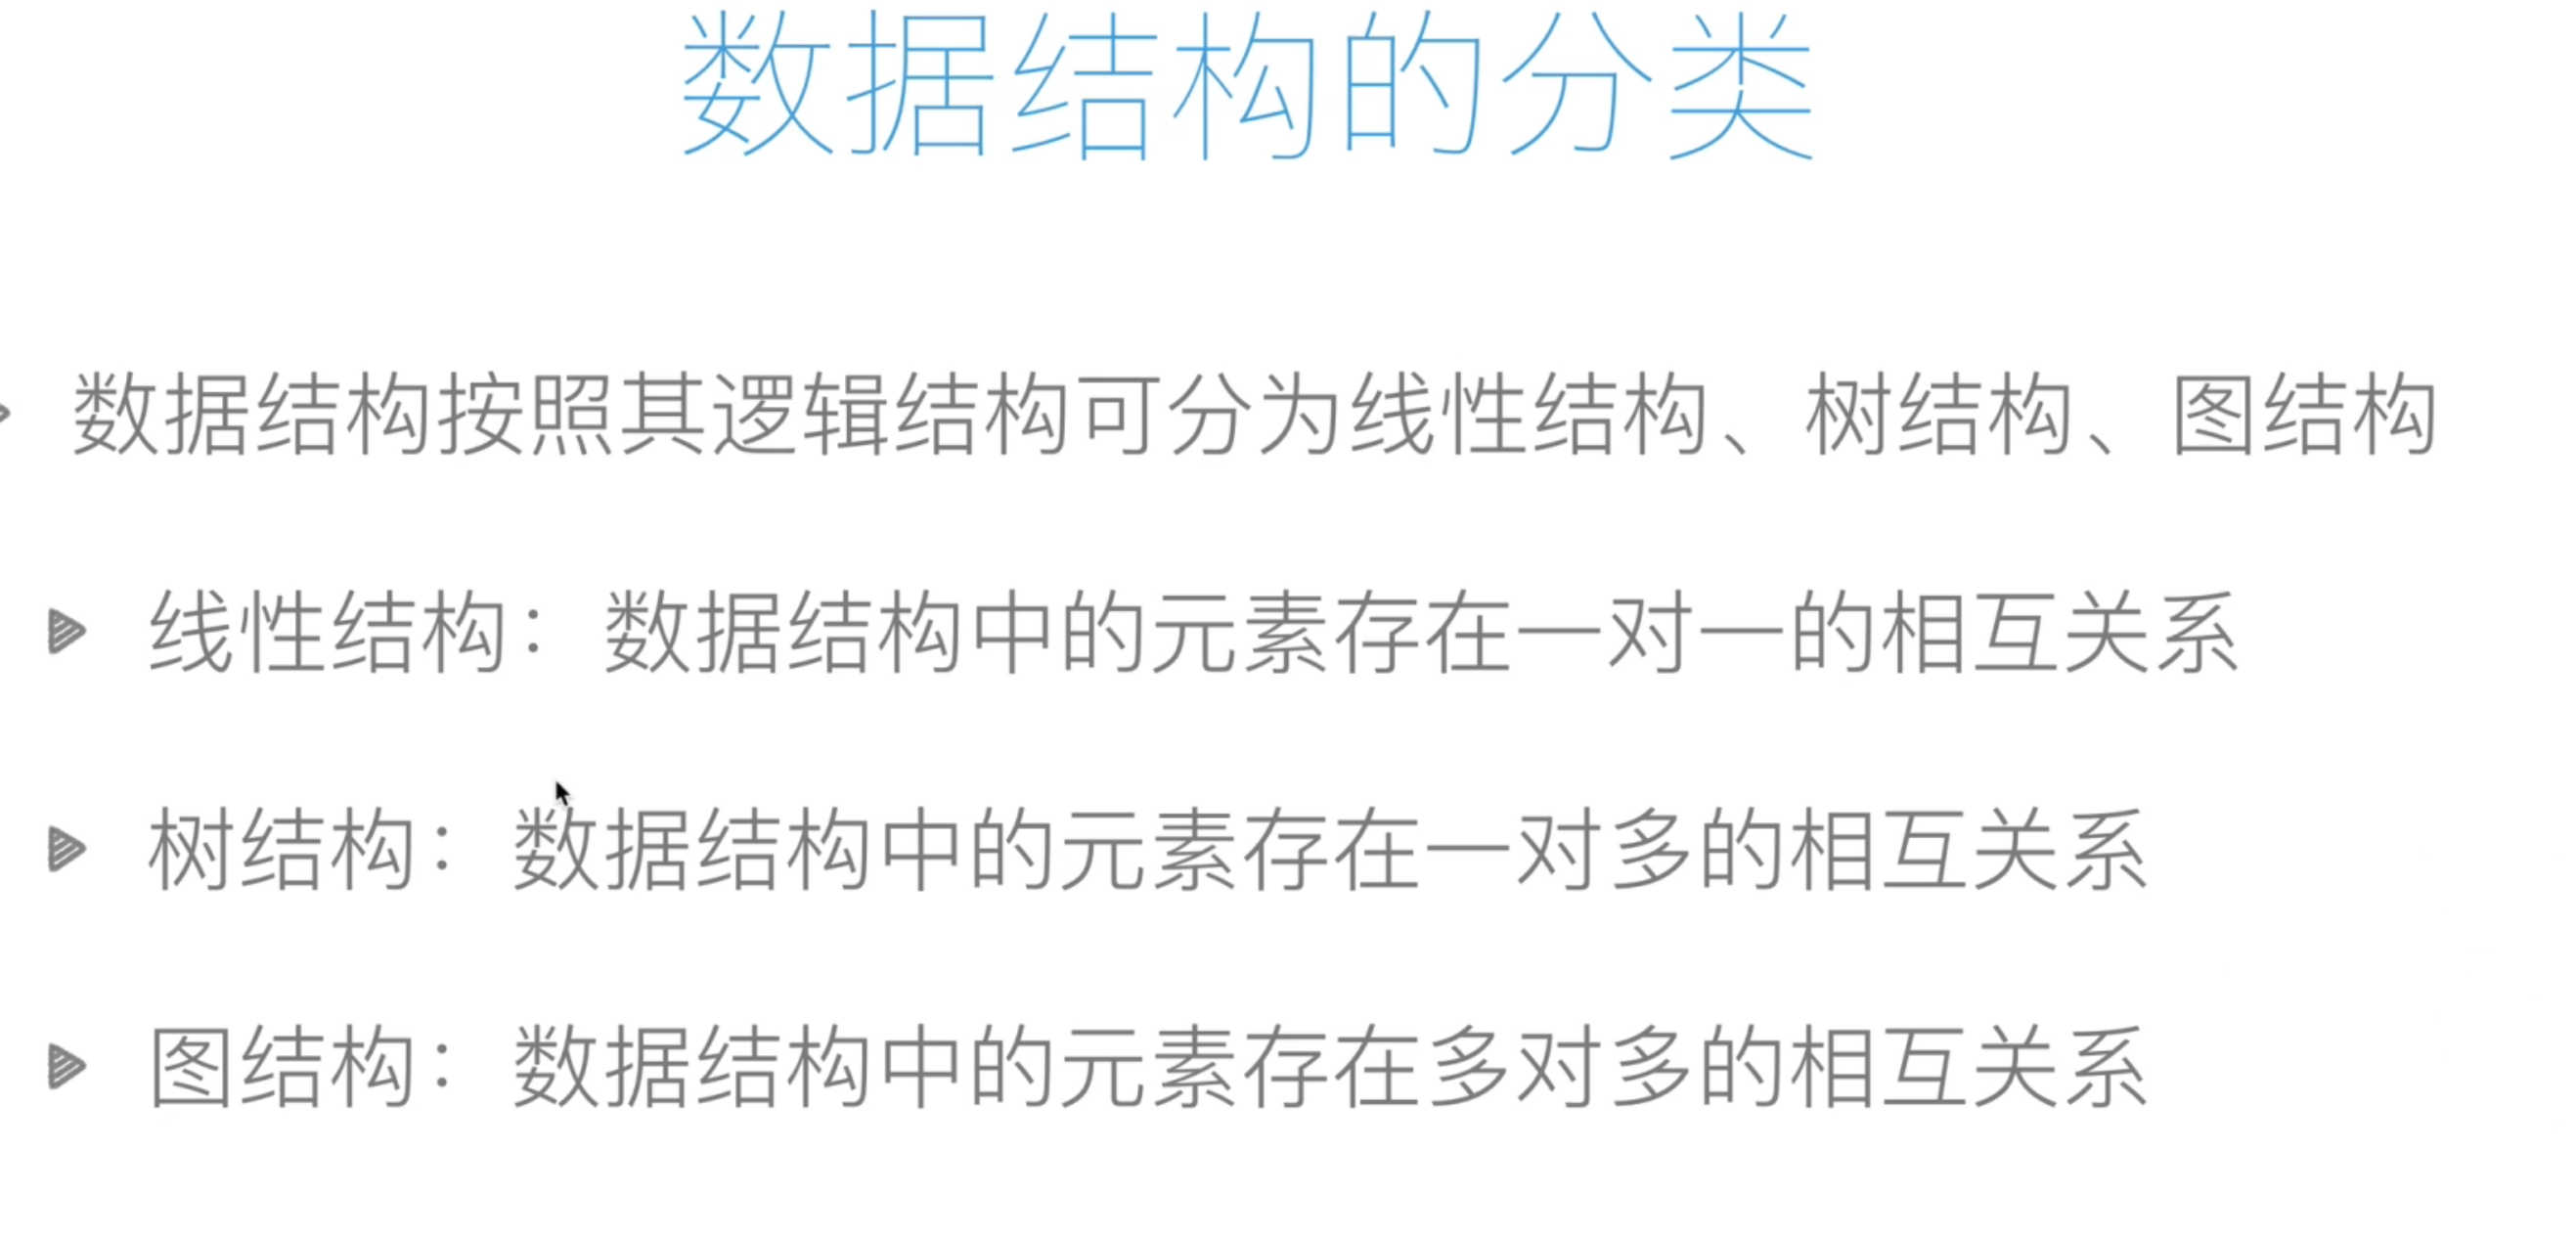 数据结构的分类
数据结构按照其逻辑结构可分为线性结构、树结构、图结构
线性结构：数据结构中的元素存在一对一的相互关系
树结构：数据结构中的元素存在一对多的相互关系
图结构：数据结构中的元素存在多对多的相互关系